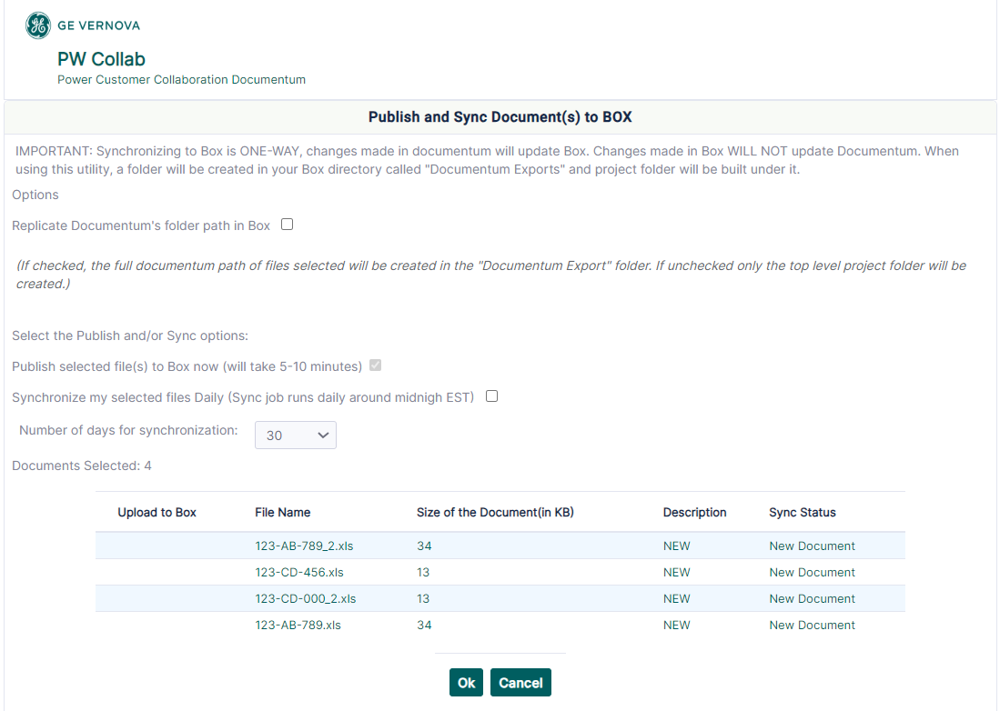 GE VERNOVA
PW Collab
Power Customer Collaboration Documentum
Publish and Sync Document(s) to BOX
IMPORTANT: Synchronizing to Box is ONE-WAY, changes made in documentum will update Box. Changes made in Box WILL NOT update Documentum. When
using this utility, a folder will be created in your Box directory called "Documentum Exports" and project folder will be built under it.
Options
Replicate Documentum's folder path in Box
(If checked, the full documentum path of files selected will be created in the "Documentum Export" folder. If unchecked only the top level project folder will be
created.)
Select the Publish and/or Sync options:
Publish selected file(s) to Box now (will take 5-10 minutes)
Synchronize my selected files Daily (Sync job runs daily around midnigh EST)
Number of days for synchronization: 30
Documents Selected: 4
Upload to Box File Name Size of the Document(in KB) Description Sync Status
123-AB-789_2.xls 34 NEW New Document
123-CD-456.xls 13 NEW New Document
123-CD-000_2.xls 13 NEW New Document
123-AB-789.xls 34 NEW New Document
Ok Cancel